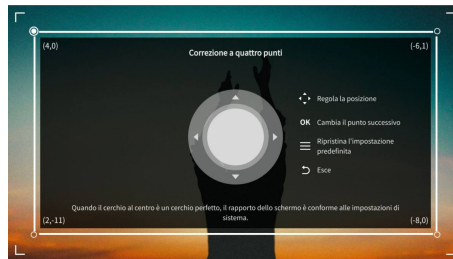 (4,0)
(-6,1)
Correzione a quattro punti
Regola la posizione
OK Cambia il punto successivo
Ripristina l'impostazione
predefinita
Esce
Quando il cerchio al centro è un cerchio perfetto, il rapporto dello schermo è conforme alle impostazioni di
sistema.
(2,-11)
(-8,0)